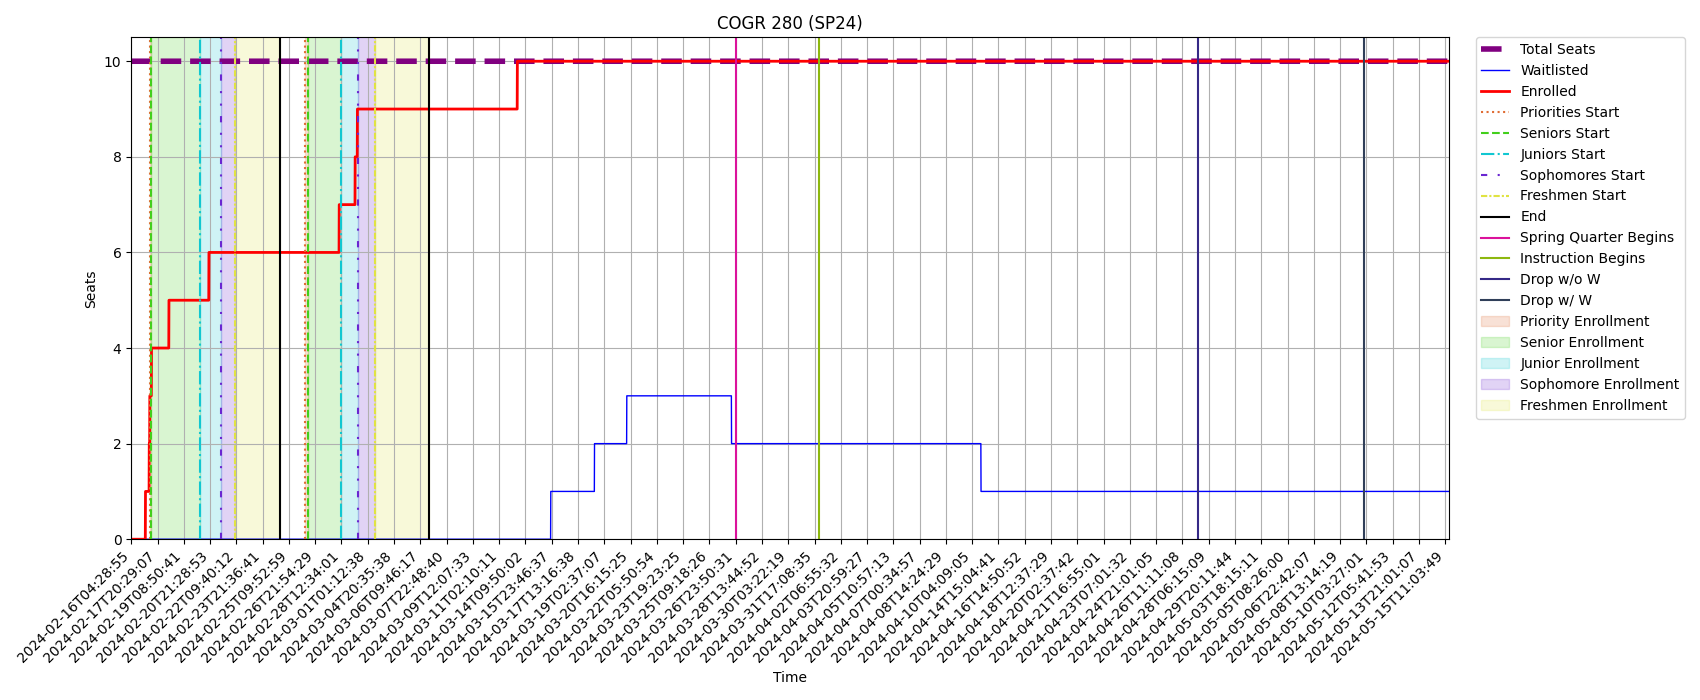 COGR 280 (SP24)
10
8
6
4
2
0
Seats
2024-02-16T04:28:55
2024-02-17T20:29:07
2024-02-19T08:50:41
2024-02-20T21:28:53
2024-02-22T09:40:12
2024-02-23T21:36:41
2024-02-25T09:52:59
2024-02-26T21:54:29
2024-02-28T12:34:01
2024-03-01T01:12:38
2024-03-04T20:35:38
2024-03-06T09:46:17
2024-03-07T22:48:40
2024-03-09T12:07:33
2024-03-11T02:10:11
2024-03-14T09:50:02
2024-03-15T23:46:37
2024-03-17T13:16:38
2024-03-19T02:37:07
2024-03-20T16:15:25
2024-03-22T05:50:54
2024-03-23T19:23:25
2024-03-25T09:18:26
2024-03-26T23:50:31
2024-03-28T13:44:52
2024-03-30T03:22:19
2024-03-31T17:08:35
2024-04-02T06:55:32
2024-04-03T20:59:27
2024-04-05T10:57:13
2024-04-07T00:34:57
2024-04-08T14:24:29
2024-04-10T04:09:05
2024-04-14T15:04:41
2024-04-16T14:50:52
2024-04-18T12:37:29
2024-04-20T02:37:42
2024-04-21T16:55:01
2024-04-23T07:01:32
2024-04-24T21:01:05
2024-04-26T11:11:08
2024-04-28T06:15:09
2024-04-29T20:11:44
2024-05-03T18:15:11
2024-05-05T08:26:00
2024-05-06T22:42:07
2024-05-08T13:14:19
2024-05-10T03:27:01
2024-05-12T05:41:53
2024-05-13T21:01:07
2024-05-15T11:03:49
Time
Total Seats
Waitlisted
Enrolled
Priorities Start
Seniors Start
Juniors Start
Sophomores Start
Freshmen Start
End
Spring Quarter Begins
Instruction Begins
Drop w/o W
Drop w/ W
Priority Enrollment
Senior Enrollment
Junior Enrollment
Sophomore Enrollment
Freshmen Enrollment